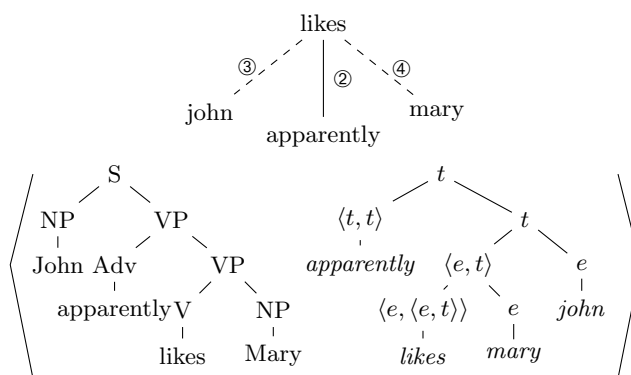 likes
③ ② ④
john apparently mary
S t
NP VP ⟨t, t⟩ t
John Adv VP apparently ⟨e, t⟩ e
apparently V NP ⟨e, ⟨e, t⟩⟩ e john
likes Mary likes mary